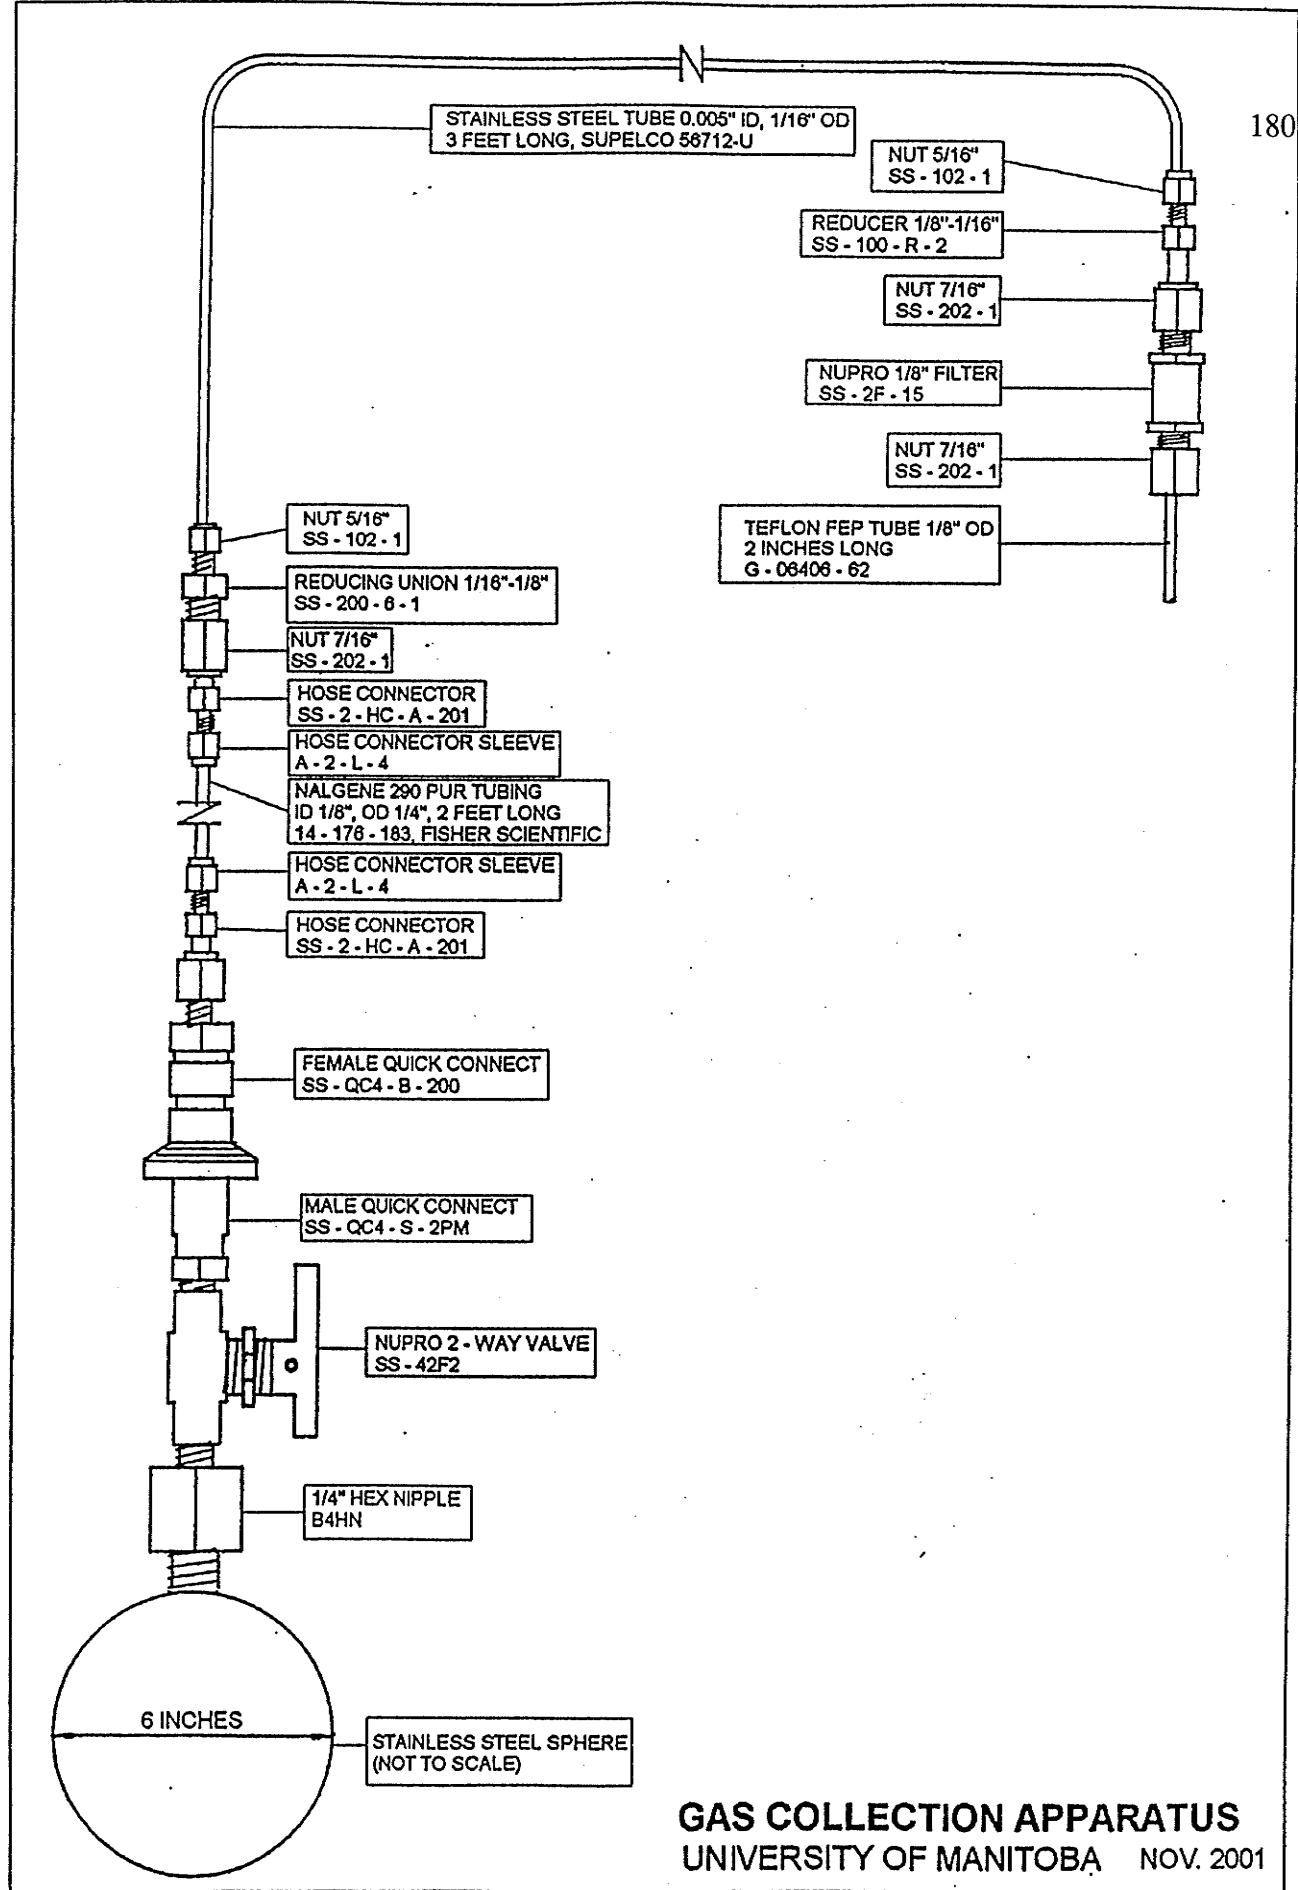 180
STAINLESS STEEL TUBE 0.005" ID, 1/16" OD
3 FEET LONG, SUPELCO 56712-U
NUT 5/16"
SS - 102 - 1
REDUCER 1/8"-1/16"
SS - 100 - R - 2
NUT 7/16"
SS - 202 - 1
NUPRO 1/8" FILTER
SS - 2F - 15
NUT 7/16"
SS - 202 - 1
TEFLON FEP TUBE 1/8" OD
2 INCHES LONG
G - 06406 - 62
NUT 5/16"
SS - 102 - 1
REDUCING UNION 1/16"-1/8"
SS - 200 - 6 - 1
NUT 7/16"
SS - 202 - 1
HOSE CONNECTOR
SS - 2 - HC - A - 201
HOSE CONNECTOR SLEEVE
A - 2 - L - 4
NALGENE 290 PUR TUBING
ID 1/8", OD 1/4", 2 FEET LONG
14 - 176 - 183, FISHER SCIENTIFIC
HOSE CONNECTOR SLEEVE
A - 2 - L - 4
HOSE CONNECTOR
SS - 2 - HC - A - 201
FEMALE QUICK CONNECT
SS - QC4 - B - 200
MALE QUICK CONNECT
SS - QC4 - S - 2PM
NUPRO 2 - WAY VALVE
SS - 42F2
1/4" HEX NIPPLE
B4HN
6 INCHES
STAINLESS STEEL SPHERE
(NOT TO SCALE)
GAS COLLECTION APPARATUS
UNIVERSITY OF MANITOBA NOV. 2001